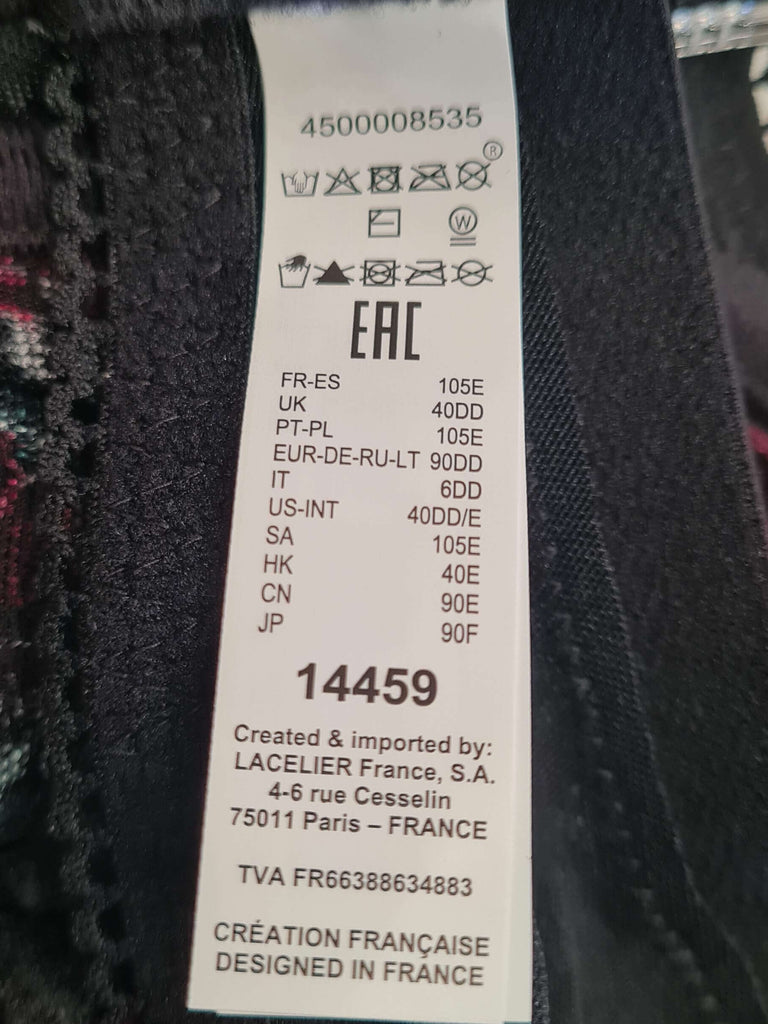 4500008535
®
W
EAC
FR-ES 105E
UK 40DD
PT-PL 105E
EUR-DE-RU-LT 90DD
IT 6DD
US-INT 40DD/E
SA 105E
HK 40E
CN 90E
JP 90F
14459
Created & imported by:
LACELIER France, S.A.
4-6 rue Cesselin
75011 Paris – FRANCE
TVA FR66388634883
CRÉATION FRANÇAISE
DESIGNED IN FRANCE